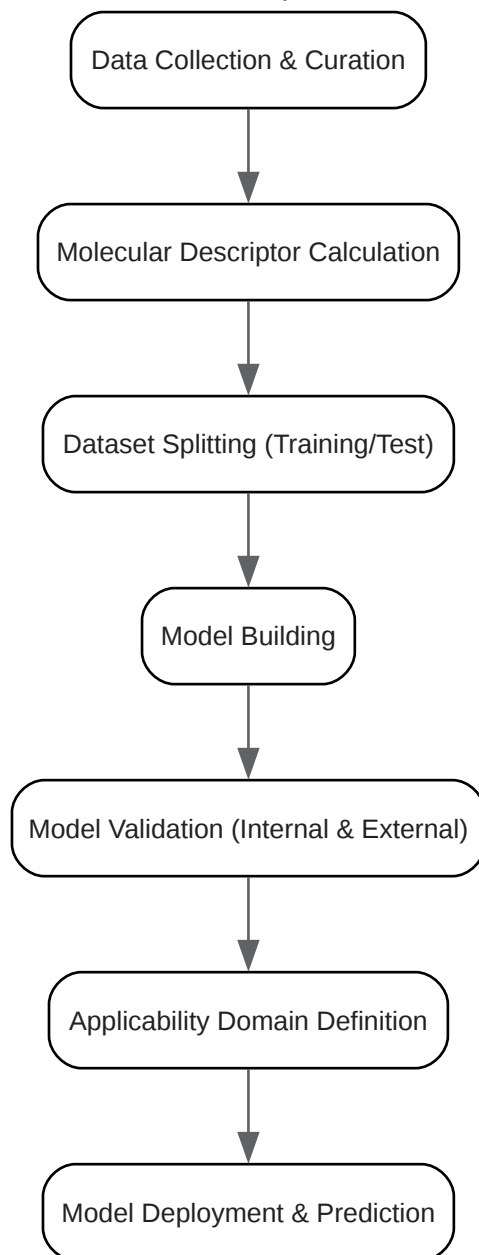 Data Collection & Curation
Molecular Descriptor Calculation
Dataset Splitting (Training/Test)
Model Building
Model Validation (Internal & External)
Applicability Domain Definition
Model Deployment & Prediction